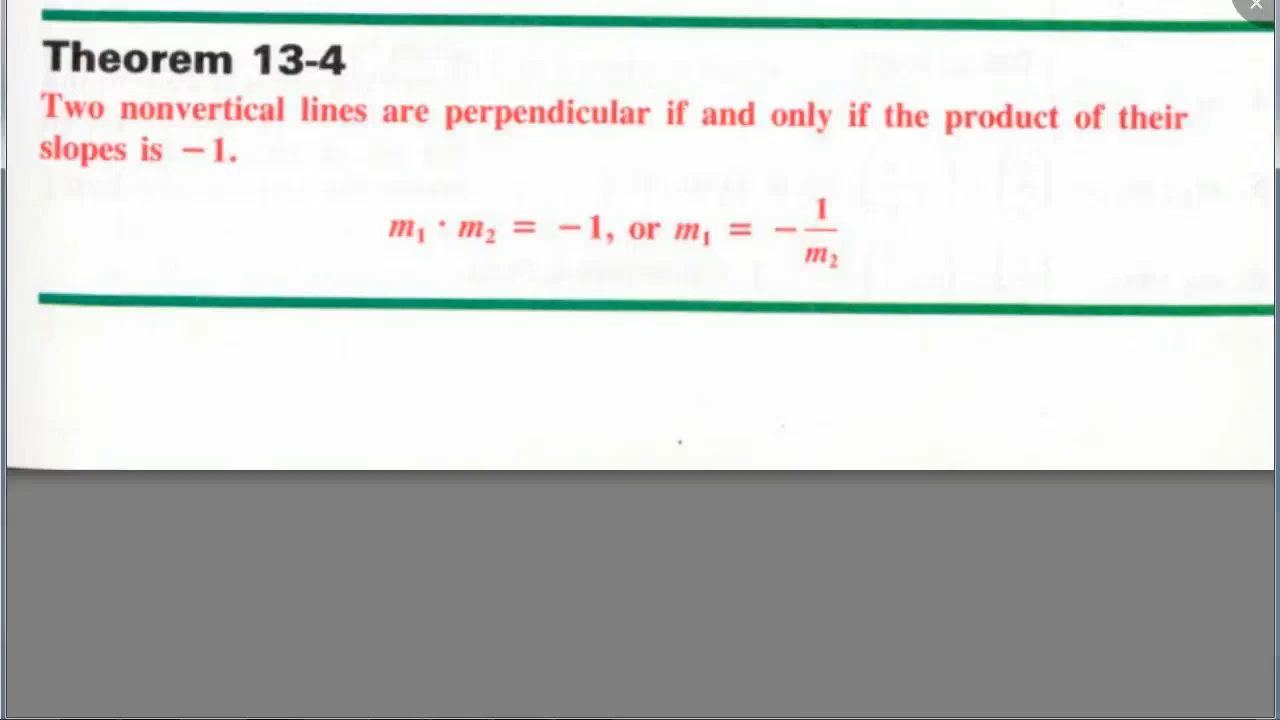 Theorem 13-4
Two nonvertical lines are perpendicular if and only if the product of their
slopes is −1.
m₁ · m₂ = −1, or m₁ = −1/m₂